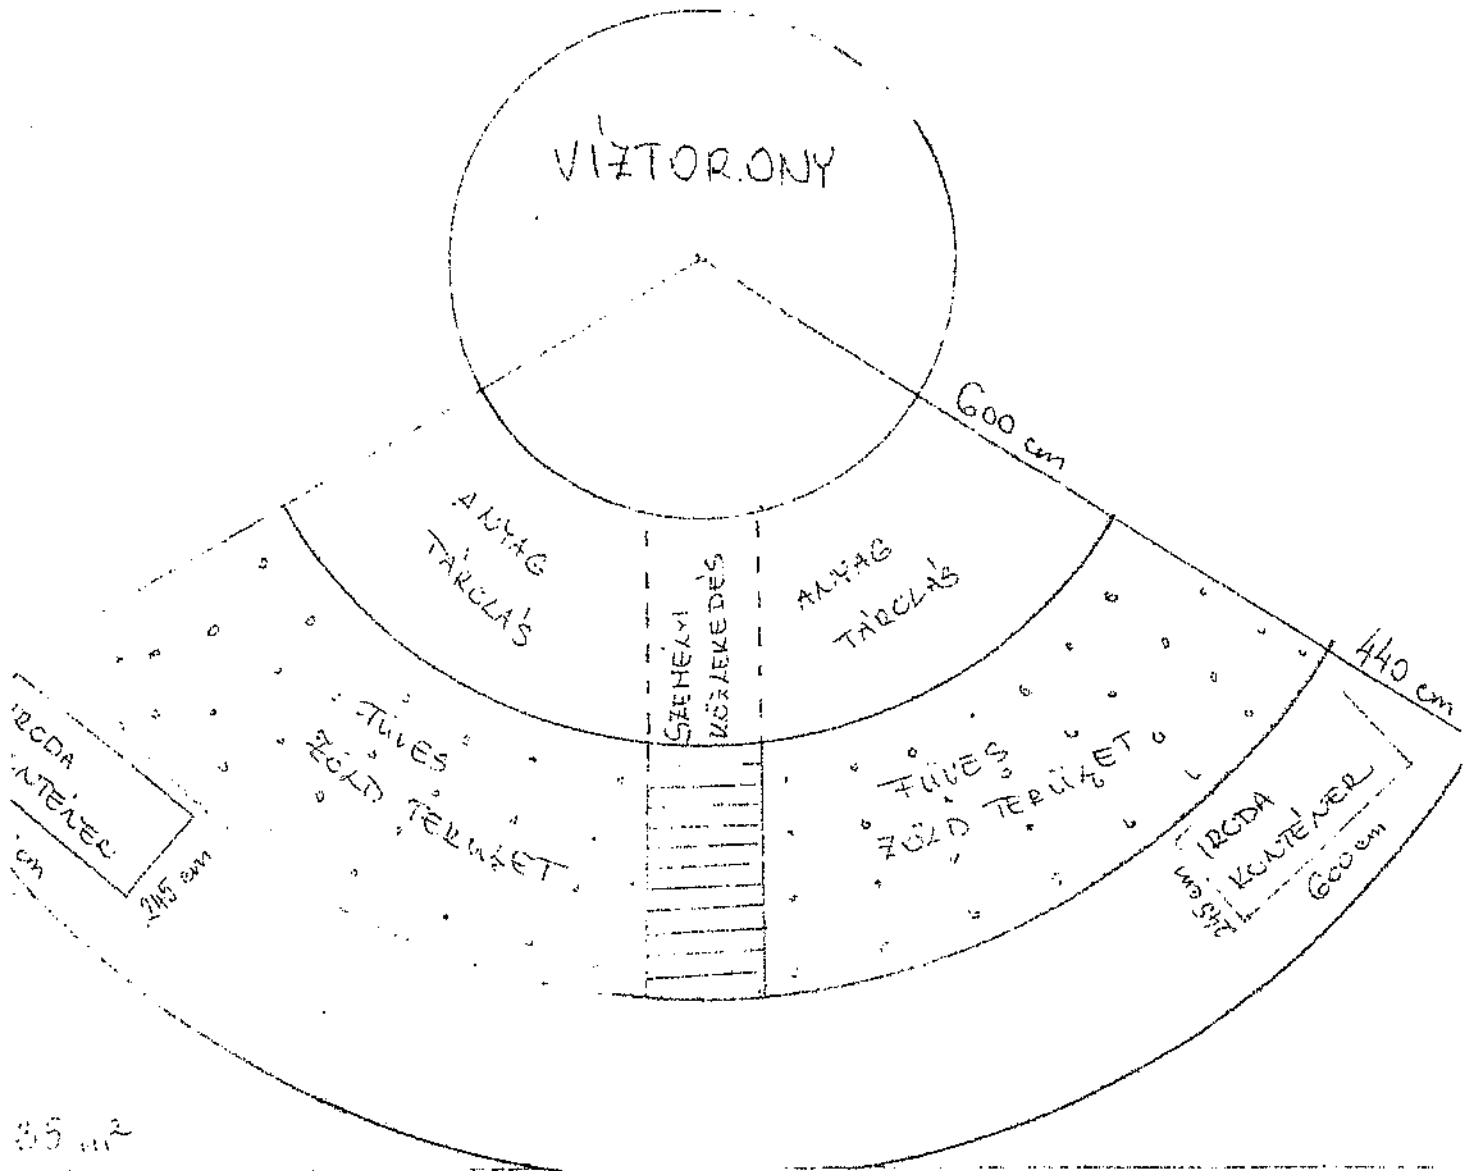 VÍZTORONY
600 cm
ANYAG
TÁROLÁS
SZEMÉLYI
KÖZLEKEDÉS
ANYAG
TÁROLÁS
440 cm
FÜVES
ZÖLD TERÜLET
FÜVES
ZÖLD TERÜLET
IRODA
NTÉNER
cm
245 cm
IRODA
KONTÉNER
245 cm
600 cm
35 m²